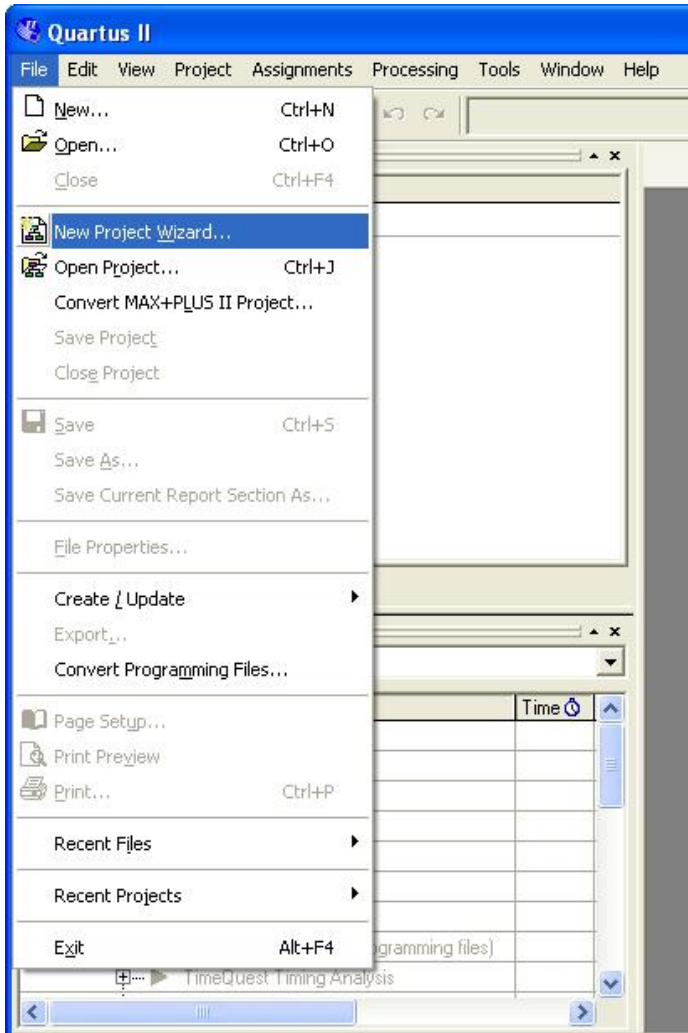 Quartus II
File Edit View Project Assignments Processing Tools Window Help
New... Ctrl+N
Open... Ctrl+O
Close Ctrl+F4
New Project Wizard...
Open Project... Ctrl+J
Convert MAX+PLUS II Project...
Save Project
Close Project
Save Ctrl+S
Save As...
Save Current Report Section As...
File Properties...
Create / Update
Export...
Convert Programming Files...
Time
Page Setup...
Print Preview
Print... Ctrl+P
Recent Files
Recent Projects
Exit Alt+F4
gramming files)
TimeQuest Timing Analysis